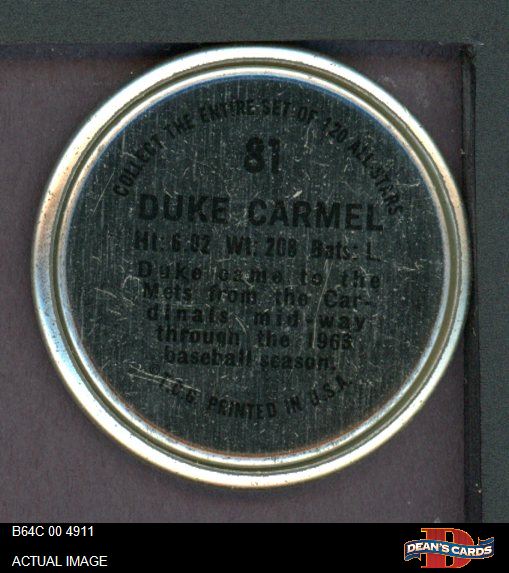 COLLECT THE ENTIRE SET OF 120 ALL-STARS
81
DUKE CARMEL
Ht: 6-02 Wt: 208 Bats: L
Duke came to the
Mets from the Car-
dinals midway
through the 1963
baseball season.
©T.C.G. PRINTED IN U.S.A.
B64C 00 4911
ACTUAL IMAGE
D
DEAN'S CARDS